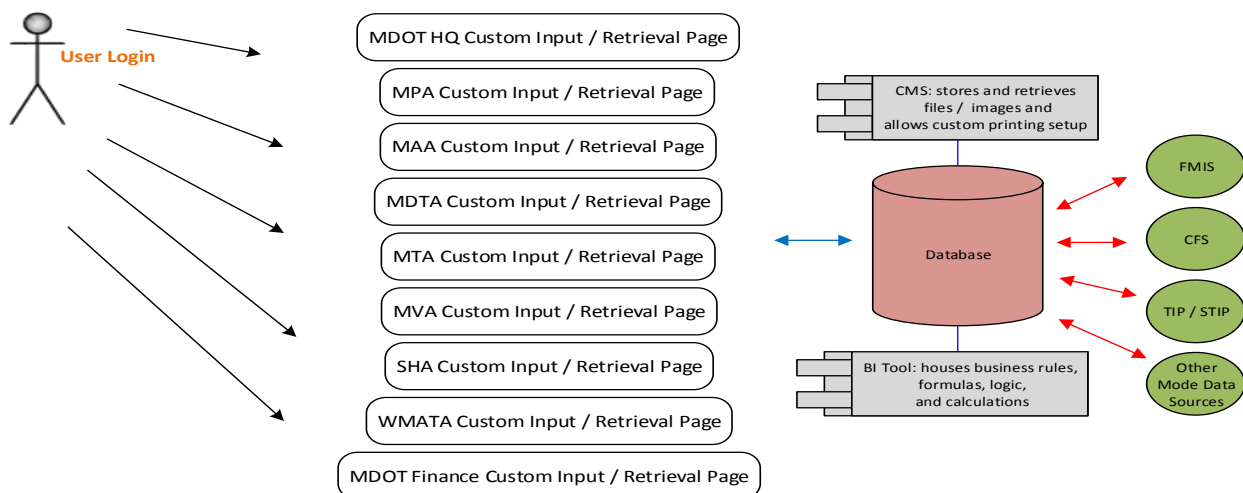 User Login
MDOT HQ Custom Input / Retrieval Page
MPA Custom Input / Retrieval Page
MAA Custom Input / Retrieval Page
MDTA Custom Input / Retrieval Page
MTA Custom Input / Retrieval Page
MVA Custom Input / Retrieval Page
SHA Custom Input / Retrieval Page
WMATA Custom Input / Retrieval Page
MDOT Finance Custom Input / Retrieval Page
CMS: stores and retrieves
files / images and
allows custom printing setup
Database
BI Tool: houses business rules,
formulas, logic,
and calculations
FMIS
CFS
TIP / STIP
Other
Mode Data
Sources